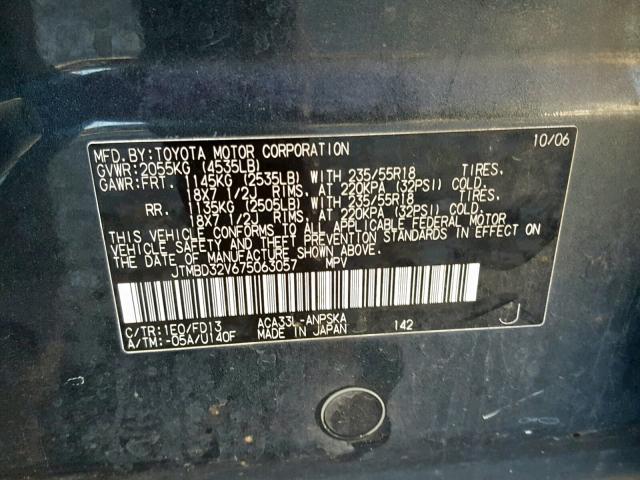 MFD.BY:TOYOTA MOTOR CORPORATION 10/06
GVWR:2055KG (4535LB)
GAWR:FRT. 1145KG (2535LB) WITH 235/55R18 TIRES.
18X7 1/2J RIMS, AT 220KPA (32PSI) COLD.
RR. 1135KG (2505LB) WITH 235/55R18 TIRES.
18X7 1/2J RIMS, AT 220KPA (32PSI) COLD.
THIS VEHICLE CONFORMS TO ALL APPLICABLE FEDERAL MOTOR
VEHICLE SAFETY AND THEFT PREVENTION STANDARDS IN
EFFECT ON THE DATE OF MANUFACTURE SHOWN ABOVE.
JTMBD32V675063057 MPV
C/TR:1E0/FD13 ACA33L-ANPSKA 142 J
A/TM:-05A/U140F MADE IN JAPAN